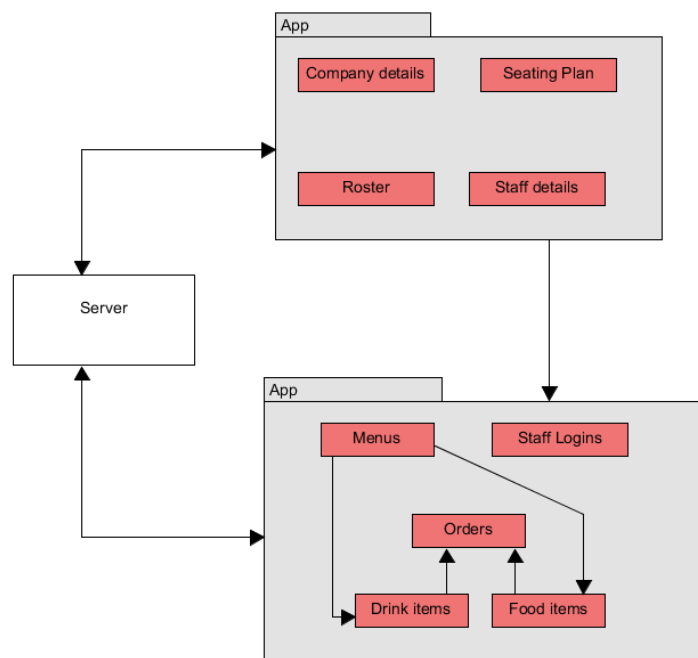 App
Company details
Seating Plan
Roster
Staff details
Server
App
Menus
Staff Logins
Orders
Drink items
Food items